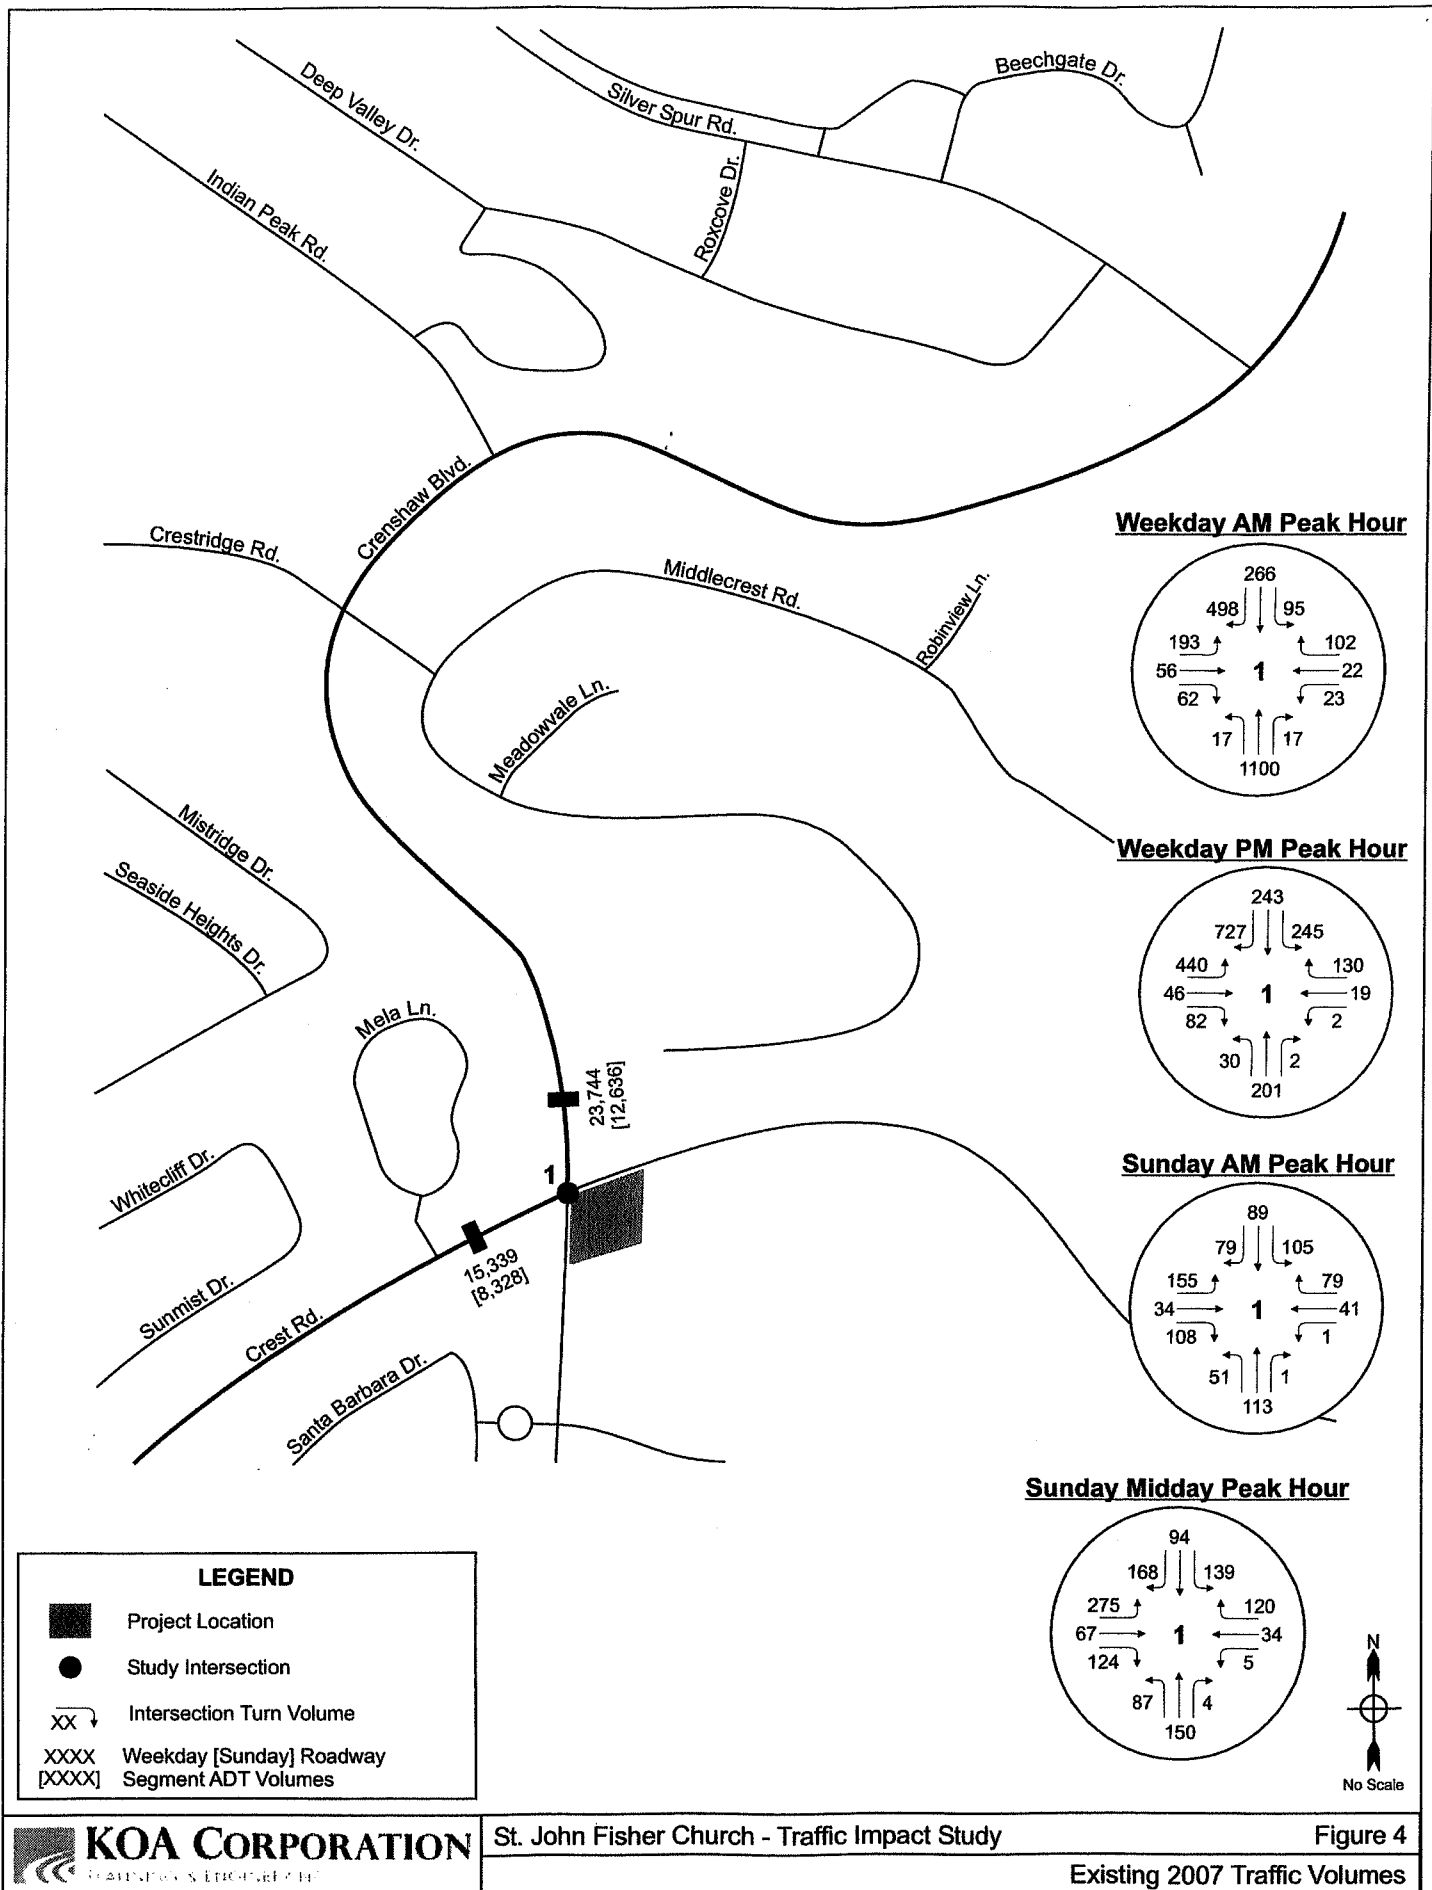 Beechgate Dr.
Deep Valley Dr.
Silver Spur Rd.
Indian Peak Rd.
Roxcove Dr.
Crenshaw Blvd.
Crestridge Rd.
Middlecrest Rd.
Robinview Ln.
Meadowvale Ln.
Mistridge Dr.
Seaside Heights Dr.
Mela Ln.
23,744
[12,636]
1
Whitecliff Dr.
15,339
[8,328]
Sunmist Dr.
Crest Rd.
Santa Barbara Dr.
Weekday AM Peak Hour
266
498 95
193 102
56 1 22
62 23
17 17
1100
Weekday PM Peak Hour
243
727 245
440 130
46 1 19
82 2
30 2
201
Sunday AM Peak Hour
89
79 105
155 79
34 1 41
108 1
51 1
113
Sunday Midday Peak Hour
94
168 139
275 120
67 1 34
124 5
87 4
150
N
No Scale
LEGEND
Project Location
Study Intersection
XX Intersection Turn Volume
XXXX Weekday [Sunday] Roadway
[XXXX] Segment ADT Volumes
KOA CORPORATION
St. John Fisher Church - Traffic Impact Study
Figure 4
Existing 2007 Traffic Volumes